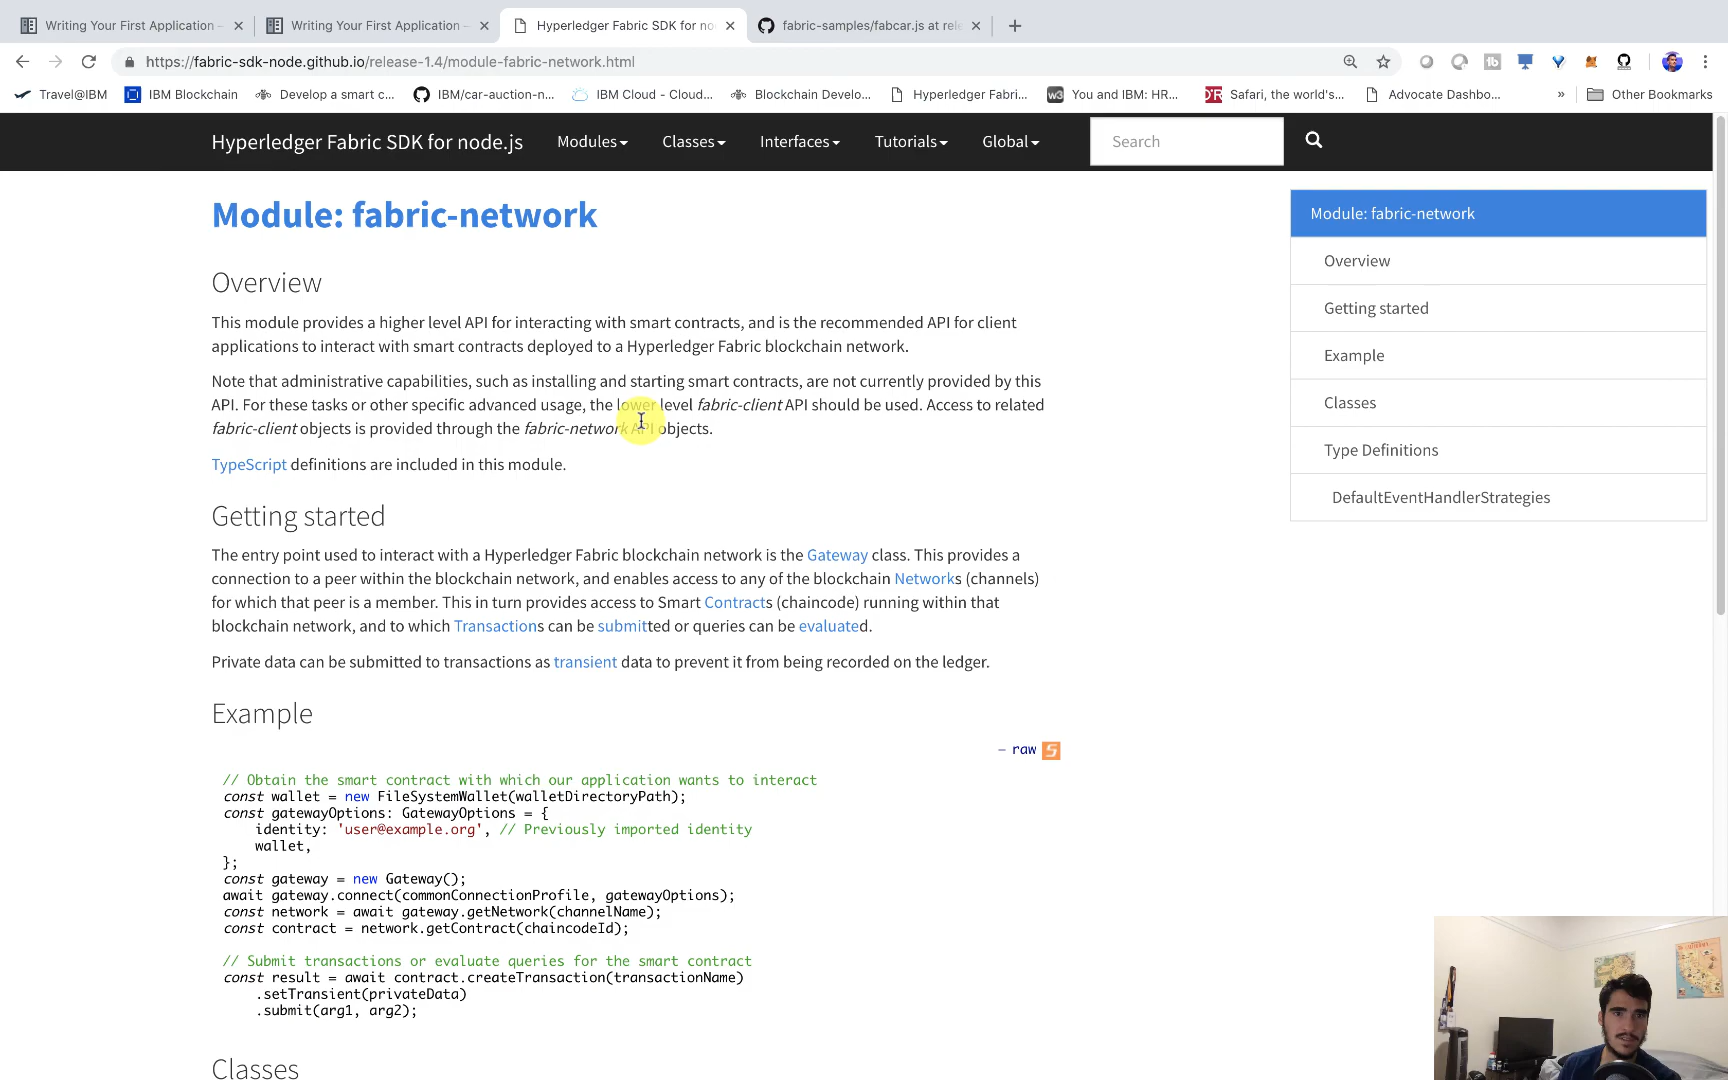 Writing Your First Application –
Writing Your First Application –
Hyperledger Fabric SDK for no
fabric-samples/fabcar.js at rele
https://fabric-sdk-node.github.io/release-1.4/module-fabric-network.html
Travel@IBM
IBM Blockchain
Develop a smart c...
IBM/car-auction-n...
IBM Cloud - Cloud...
Blockchain Develo...
Hyperledger Fabri...
You and IBM: HR...
Safari, the world's...
Advocate Dashbo...
»
Other Bookmarks
Hyperledger Fabric SDK for node.js
Modules
Classes
Interfaces
Tutorials
Global
Search
Module: fabric-network
Overview
This module provides a higher level API for interacting with smart contracts, and is the recommended API for client
applications to interact with smart contracts deployed to a Hyperledger Fabric blockchain network.
Note that administrative capabilities, such as installing and starting smart contracts, are not currently provided by this
API. For these tasks or other specific advanced usage, the lower level fabric-client API should be used. Access to related
fabric-client objects is provided through the fabric-network API objects.
TypeScript definitions are included in this module.
Getting started
The entry point used to interact with a Hyperledger Fabric blockchain network is the Gateway class. This provides a
connection to a peer within the blockchain network, and enables access to any of the blockchain Networks (channels)
for which that peer is a member. This in turn provides access to Smart Contracts (chaincode) running within that
blockchain network, and to which Transactions can be submitted or queries can be evaluated.
Private data can be submitted to transactions as transient data to prevent it from being recorded on the ledger.
Example
– raw
// Obtain the smart contract with which our application wants to interact
const wallet = new FileSystemWallet(walletDirectoryPath);
const gatewayOptions: GatewayOptions = {
identity: 'user@example.org', // Previously imported identity
wallet,
};
const gateway = new Gateway();
await gateway.connect(commonConnectionProfile, gatewayOptions);
const network = await gateway.getNetwork(channelName);
const contract = network.getContract(chaincodeId);
// Submit transactions or evaluate queries for the smart contract
const result = await contract.createTransaction(transactionName)
.setTransient(privateData)
.submit(arg1, arg2);
Classes
Module: fabric-network
Overview
Getting started
Example
Classes
Type Definitions
DefaultEventHandlerStrategies